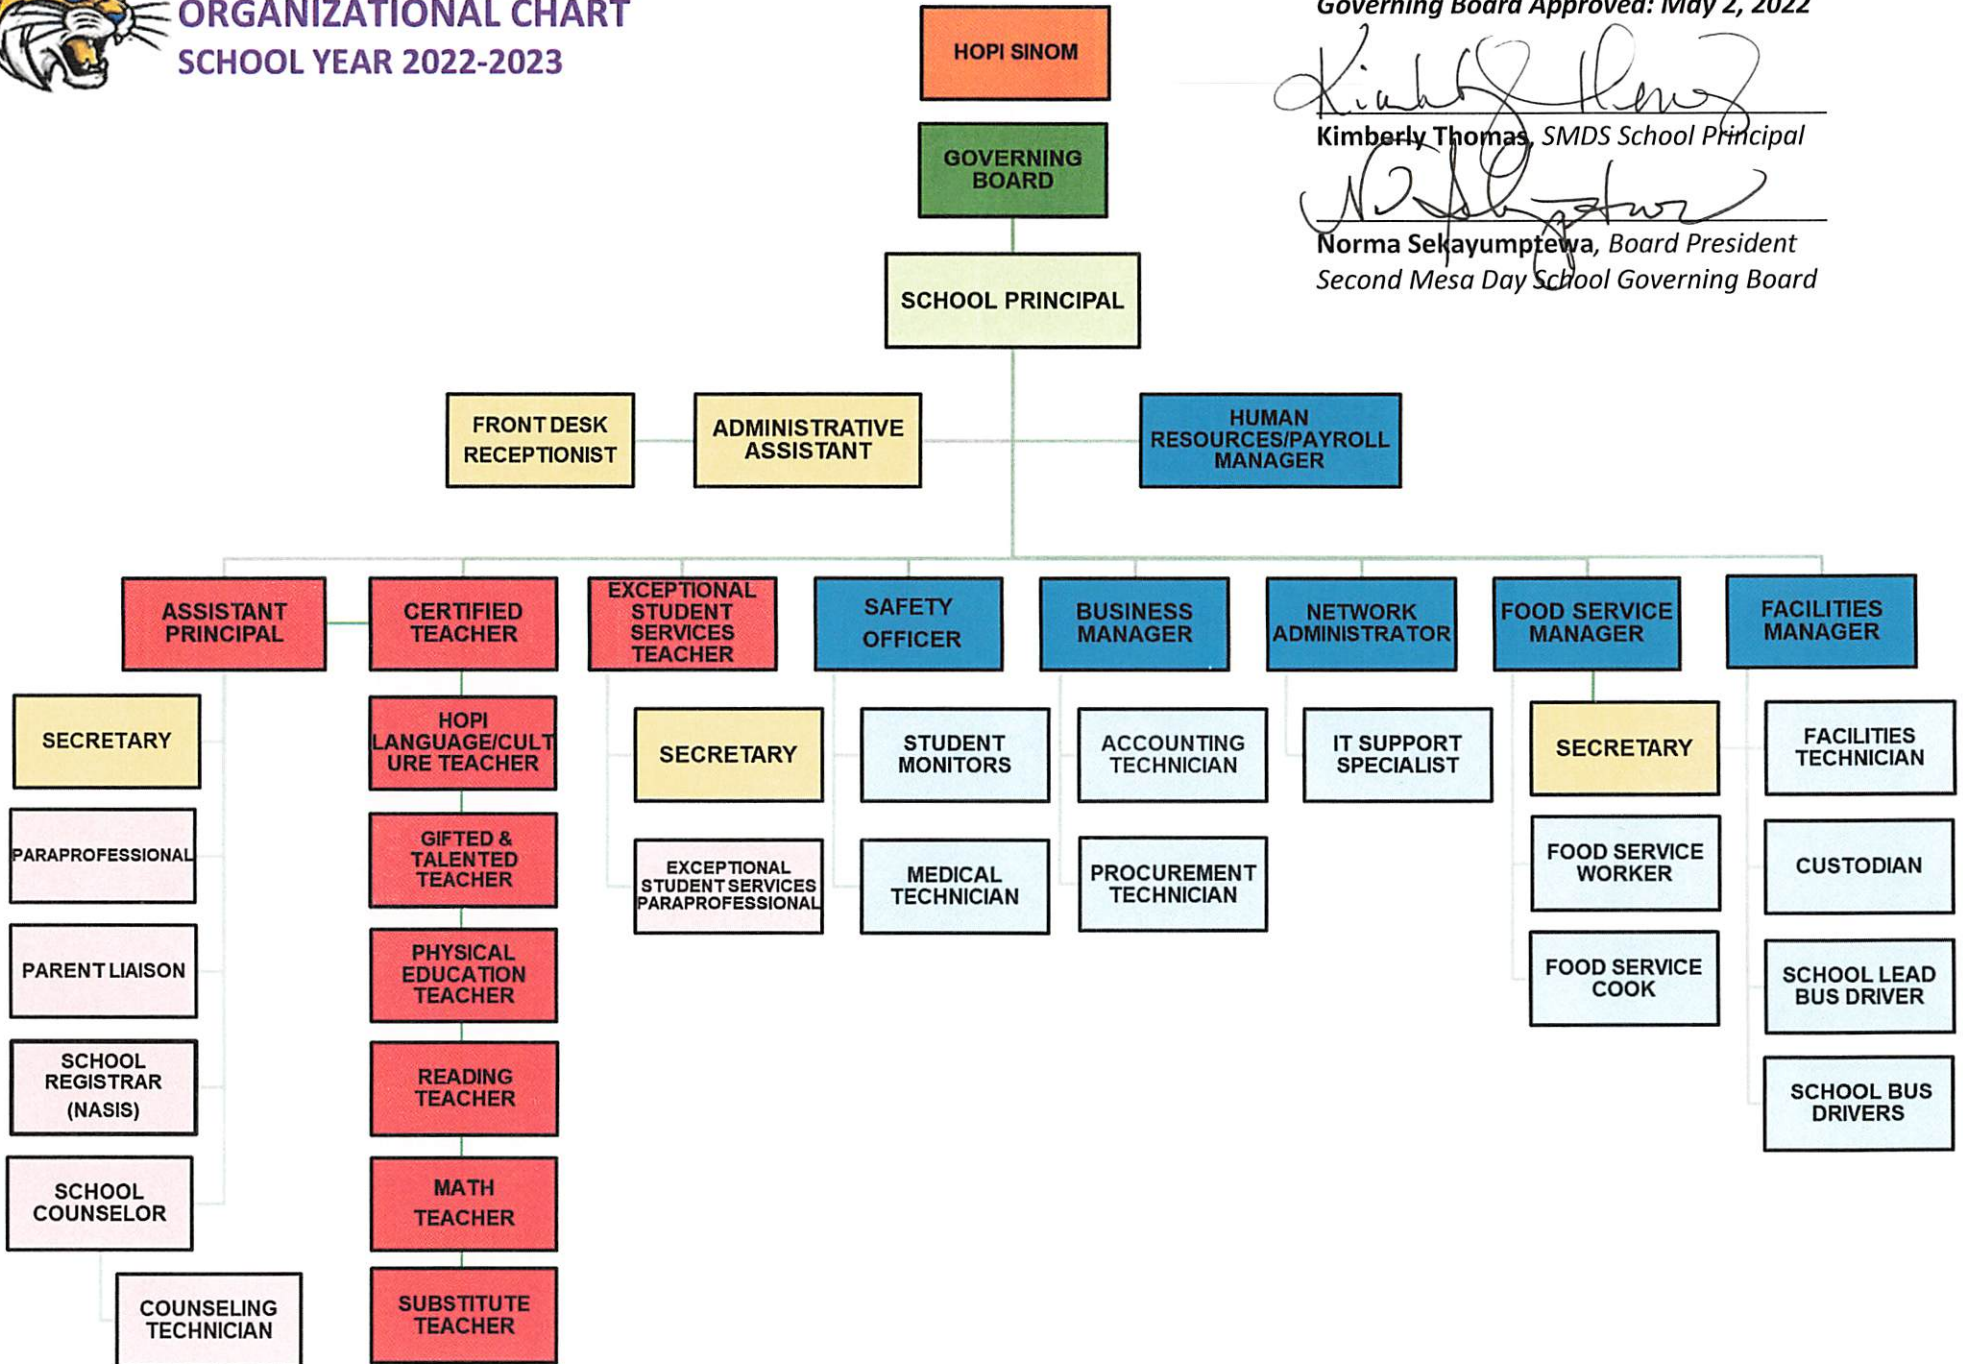 ORGANIZATIONAL CHART
SCHOOL YEAR 2022-2023
Governing Board Approved: May 2, 2022
Kimberly Thomas, SMDS School Principal
Norma Sekayumptewa, Board President
Second Mesa Day School Governing Board
HOPI SINOM
GOVERNING
BOARD
SCHOOL PRINCIPAL
FRONT DESK
RECEPTIONIST
ADMINISTRATIVE
ASSISTANT
HUMAN
RESOURCES/PAYROLL
MANAGER
ASSISTANT
PRINCIPAL
CERTIFIED
TEACHER
EXCEPTIONAL
STUDENT
SERVICES
TEACHER
SAFETY
OFFICER
BUSINESS
MANAGER
NETWORK
ADMINISTRATOR
FOOD SERVICE
MANAGER
FACILITIES
MANAGER
SECRETARY
PARAPROFESSIONAL
PARENT LIAISON
SCHOOL
REGISTRAR
(NASIS)
SCHOOL
COUNSELOR
COUNSELING
TECHNICIAN
HOPI
LANGUAGE/CULT
URE TEACHER
GIFTED &
TALENTED
TEACHER
PHYSICAL
EDUCATION
TEACHER
READING
TEACHER
MATH
TEACHER
SUBSTITUTE
TEACHER
SECRETARY
EXCEPTIONAL
STUDENT SERVICES
PARAPROFESSIONAL
STUDENT
MONITORS
MEDICAL
TECHNICIAN
ACCOUNTING
TECHNICIAN
PROCUREMENT
TECHNICIAN
IT SUPPORT
SPECIALIST
SECRETARY
FOOD SERVICE
WORKER
FOOD SERVICE
COOK
FACILITIES
TECHNICIAN
CUSTODIAN
SCHOOL LEAD
BUS DRIVER
SCHOOL BUS
DRIVERS